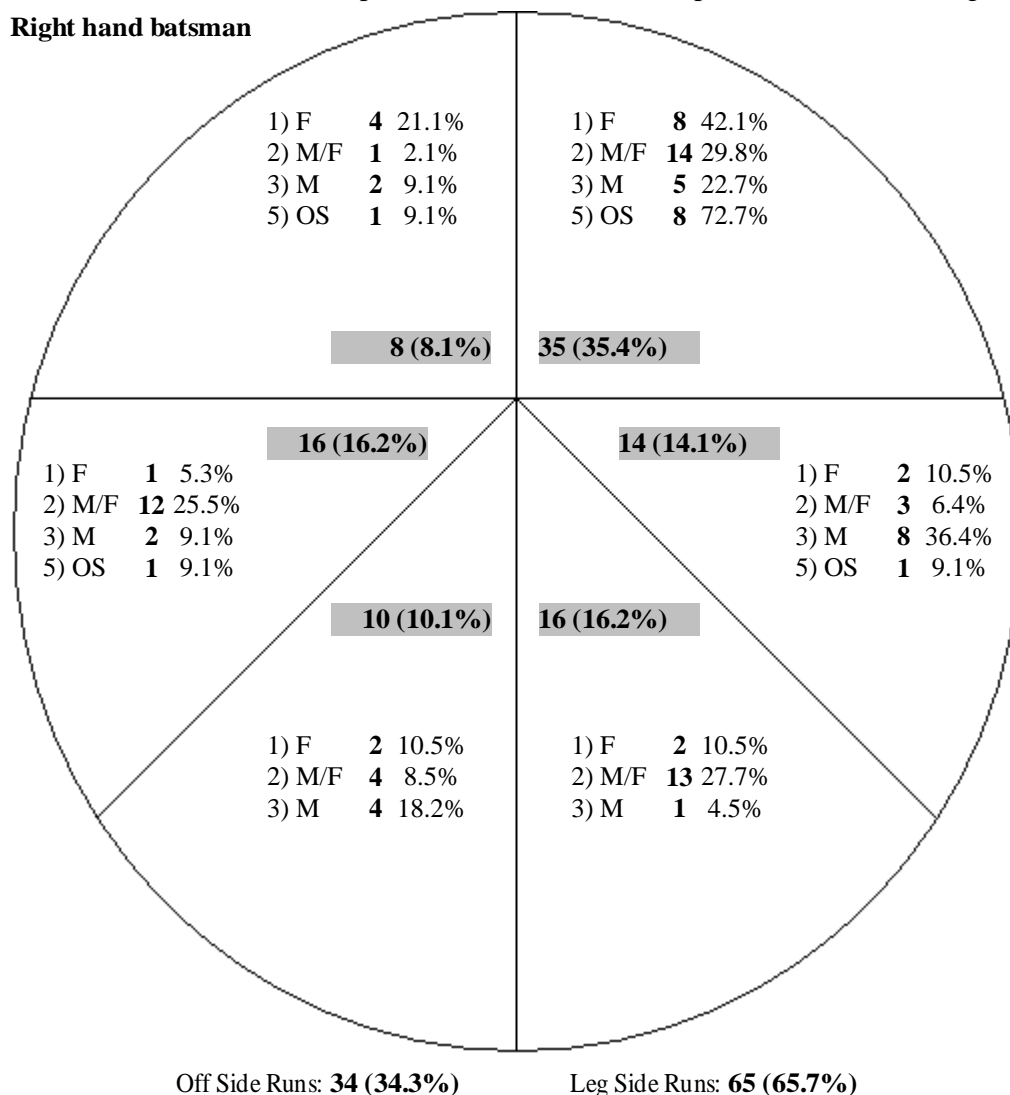 Right hand batsman
1) F 4 21.1%
2) M/F 1 2.1%
3) M 2 9.1%
5) OS 1 9.1%
1) F 8 42.1%
2) M/F 14 29.8%
3) M 5 22.7%
5) OS 8 72.7%
8 (8.1%)
35 (35.4%)
16 (16.2%)
14 (14.1%)
1) F 1 5.3%
2) M/F 12 25.5%
3) M 2 9.1%
5) OS 1 9.1%
1) F 2 10.5%
2) M/F 3 6.4%
3) M 8 36.4%
5) OS 1 9.1%
10 (10.1%)
16 (16.2%)
1) F 2 10.5%
2) M/F 4 8.5%
3) M 4 18.2%
1) F 2 10.5%
2) M/F 13 27.7%
3) M 1 4.5%
Off Side Runs: 34 (34.3%)
Leg Side Runs: 65 (65.7%)